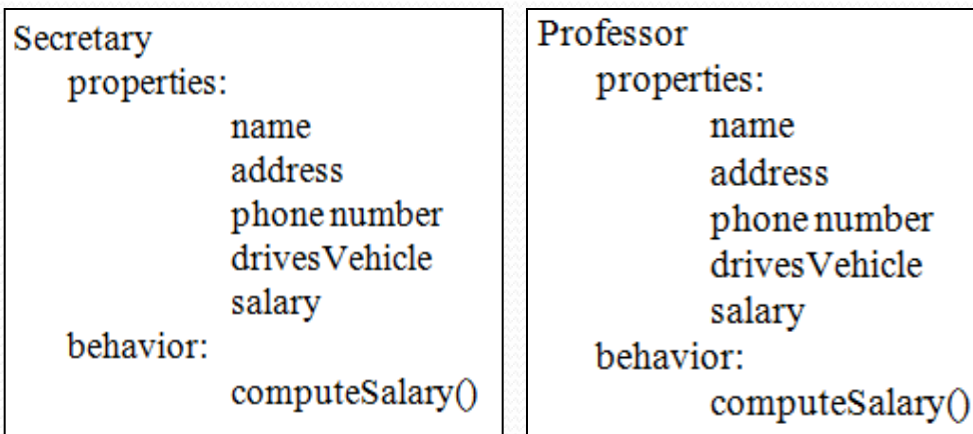 Secretary
properties:
name
address
phone number
drivesVehicle
salary
behavior:
computeSalary()
Professor
properties:
name
address
phone number
drivesVehicle
salary
behavior:
computeSalary()